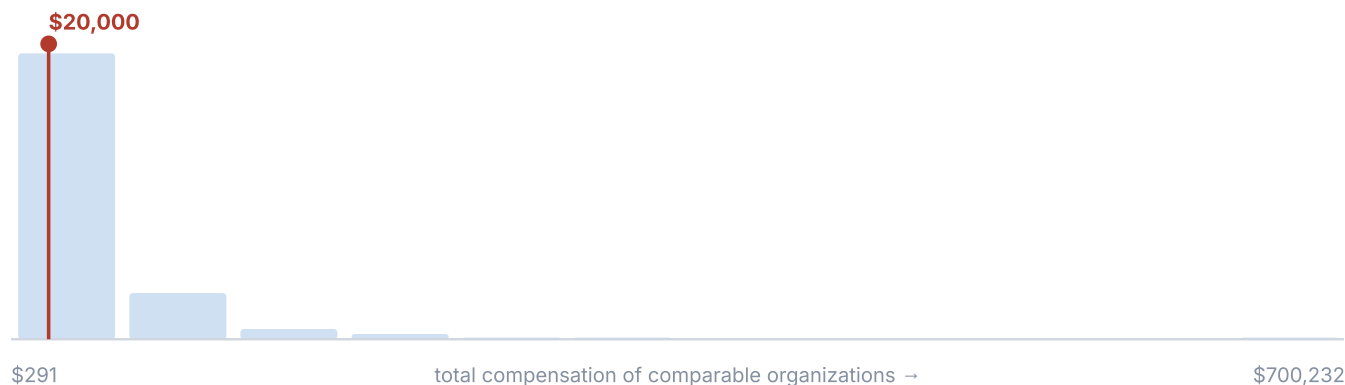 $20,000
$291
total compensation of comparable organizations →
$700,232